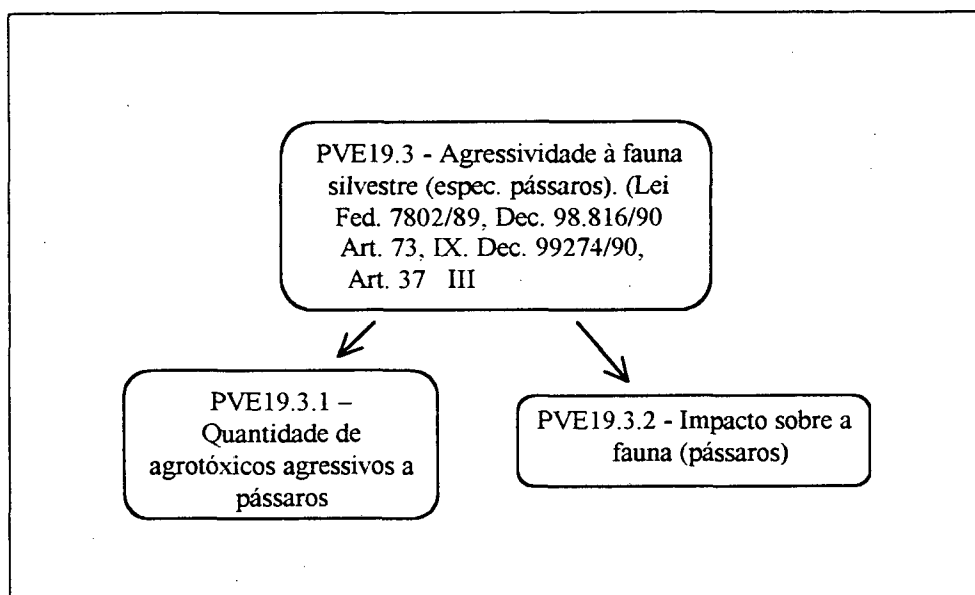 PVE19.3 - Agressividade à fauna
silvestre (espec. pássaros). (Lei
Fed. 7802/89, Dec. 98.816/90
Art. 73, IX. Dec. 99274/90,
Art. 37 III
PVE19.3.1 –
Quantidade de
agrotóxicos agressivos a
pássaros
PVE19.3.2 - Impacto sobre a
fauna (pássaros)